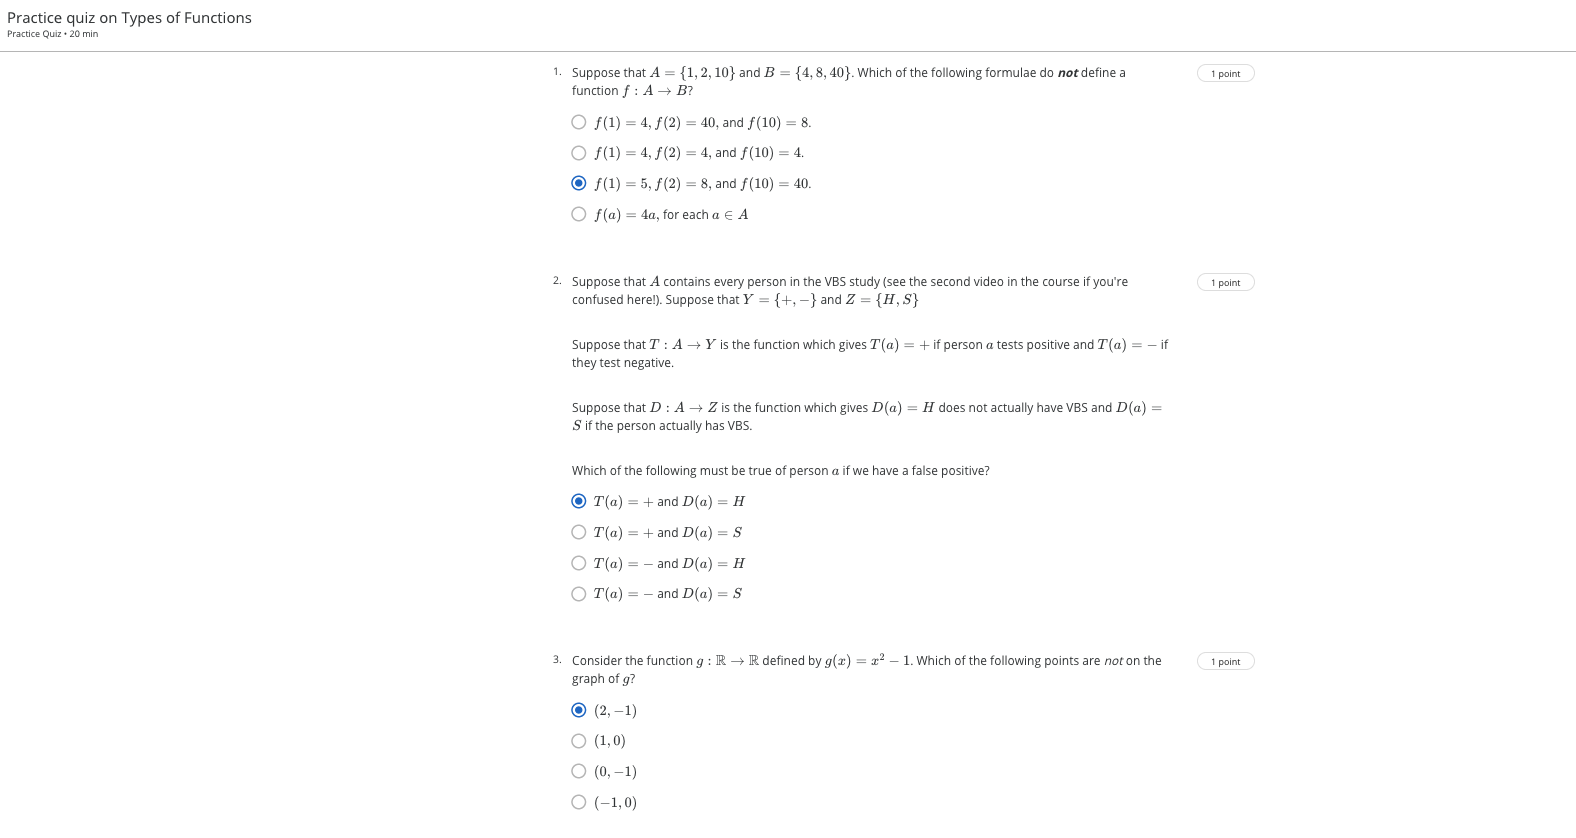 Practice quiz on Types of Functions
Practice Quiz • 20 min
1. Suppose that A = {1, 2, 10} and B = {4, 8, 40}. Which of the following formulae do not define a
function f : A → B?
1 point
f(1) = 4, f(2) = 40, and f(10) = 8.
f(1) = 4, f(2) = 4, and f(10) = 4.
f(1) = 5, f(2) = 8, and f(10) = 40.
f(a) = 4a, for each a ∈ A
2. Suppose that A contains every person in the VBS study (see the second video in the course if you're
confused here!). Suppose that Y = {+, −} and Z = {H, S}
1 point
Suppose that T : A → Y is the function which gives T(a) = + if person a tests positive and T(a) = − if
they test negative.
Suppose that D : A → Z is the function which gives D(a) = H does not actually have VBS and D(a) =
S if the person actually has VBS.
Which of the following must be true of person a if we have a false positive?
T(a) = + and D(a) = H
T(a) = + and D(a) = S
T(a) = − and D(a) = H
T(a) = − and D(a) = S
3. Consider the function g : ℝ → ℝ defined by g(x) = x² − 1. Which of the following points are not on the
graph of g?
1 point
(2, −1)
(1, 0)
(0, −1)
(−1, 0)